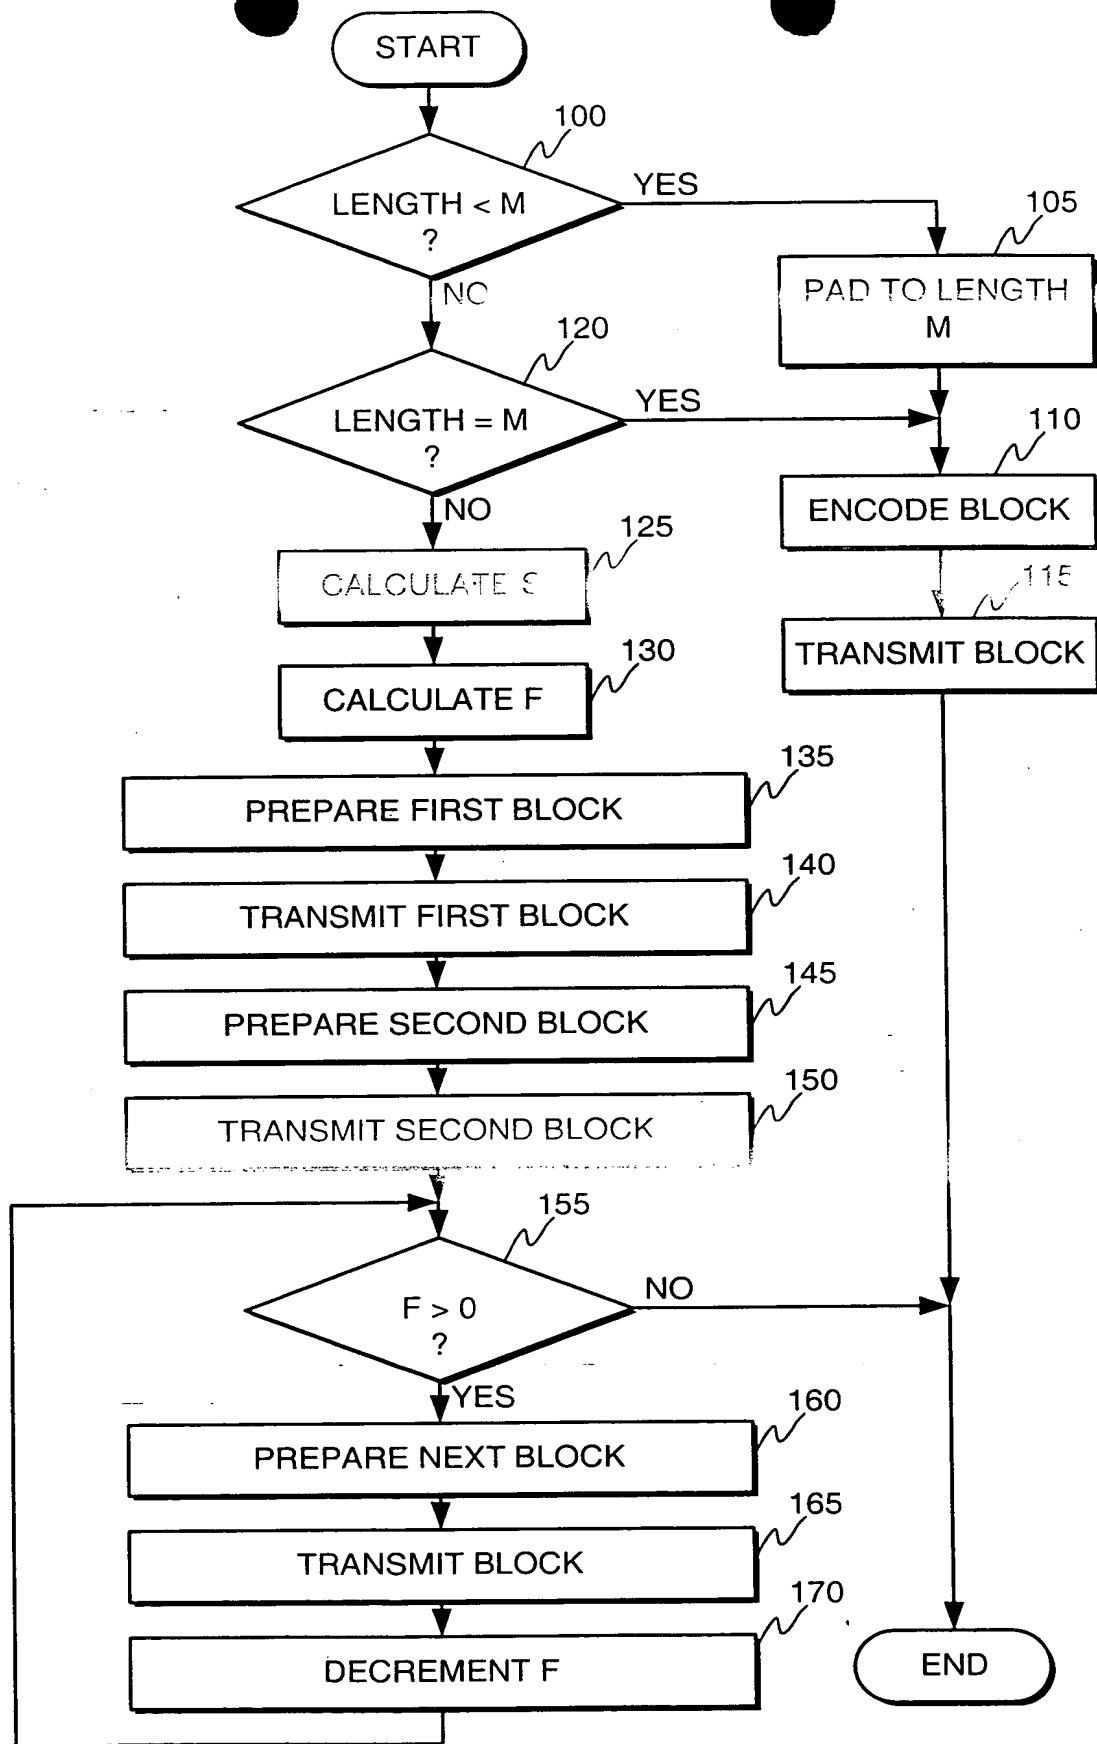 START
100
LENGTH < M
?
YES
NO
105
PAD TO LENGTH
M
120
LENGTH = M
?
YES
NO
110
ENCODE BLOCK
125
CALCULATE S
115
TRANSMIT BLOCK
130
CALCULATE F
135
PREPARE FIRST BLOCK
140
TRANSMIT FIRST BLOCK
145
PREPARE SECOND BLOCK
150
TRANSMIT SECOND BLOCK
155
F > 0
?
NO
YES
160
PREPARE NEXT BLOCK
165
TRANSMIT BLOCK
170
DECREMENT F
END